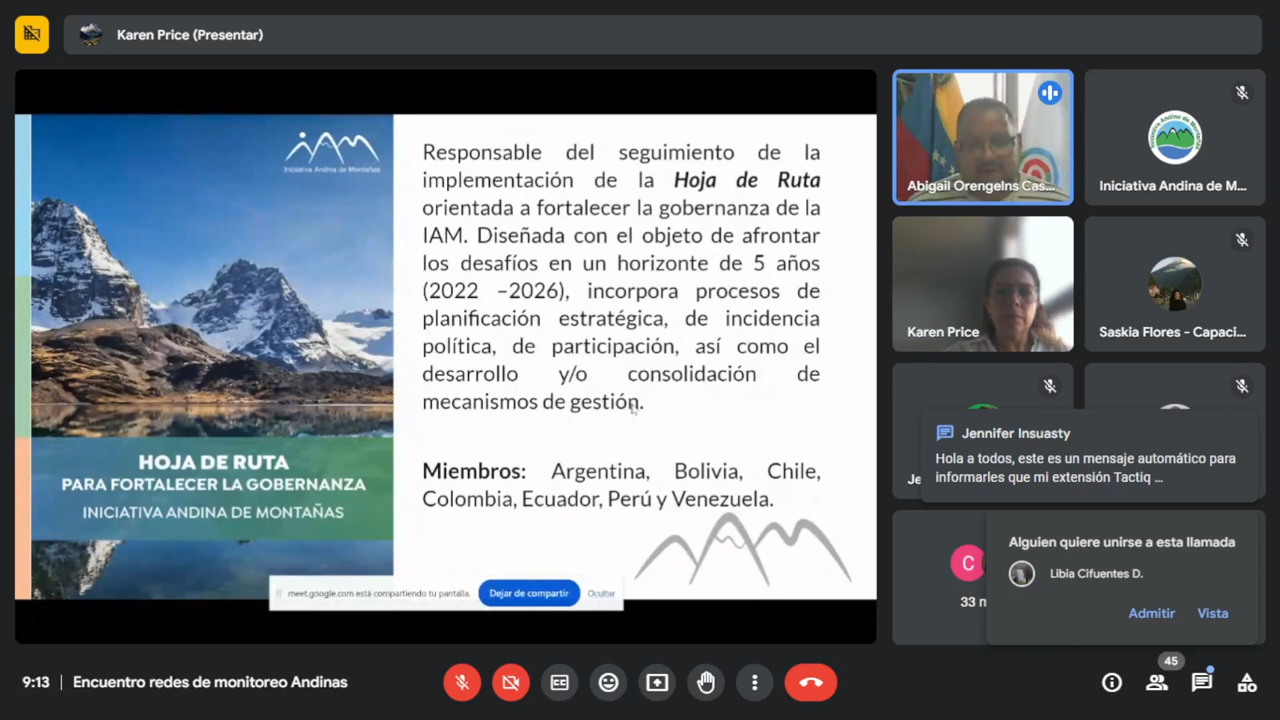 Karen Price (Presentar)
iAM
Iniciativa Andina de Montañas
HOJA DE RUTA
PARA FORTALECER LA GOBERNANZA
INICIATIVA ANDINA DE MONTAÑAS
Responsable del seguimiento de la
implementación de la Hoja de Ruta
orientada a fortalecer la gobernanza de la
IAM. Diseñada con el objeto de afrontar
los desafíos en un horizonte de 5 años
(2022 –2026), incorpora procesos de
planificación estratégica, de incidencia
política, de participación, así como el
desarrollo y/o consolidación de
mecanismos de gestión.
Miembros: Argentina, Bolivia, Chile,
Colombia, Ecuador, Perú y Venezuela.
meet.google.com está compartiendo tu pantalla.
Dejar de compartir
Ocultar
Abigail Orengelns Cas...
Iniciativa Andina de M...
Karen Price
Saskia Flores - Capaci...
Je
Jennifer Insuasty
Hola a todos, este es un mensaje automático para
informarles que mi extensión Tactiq ...
C
33 n
Alguien quiere unirse a esta llamada
Libia Cifuentes D.
Admitir
Vista
9:13 | Encuentro redes de monitoreo Andinas
45